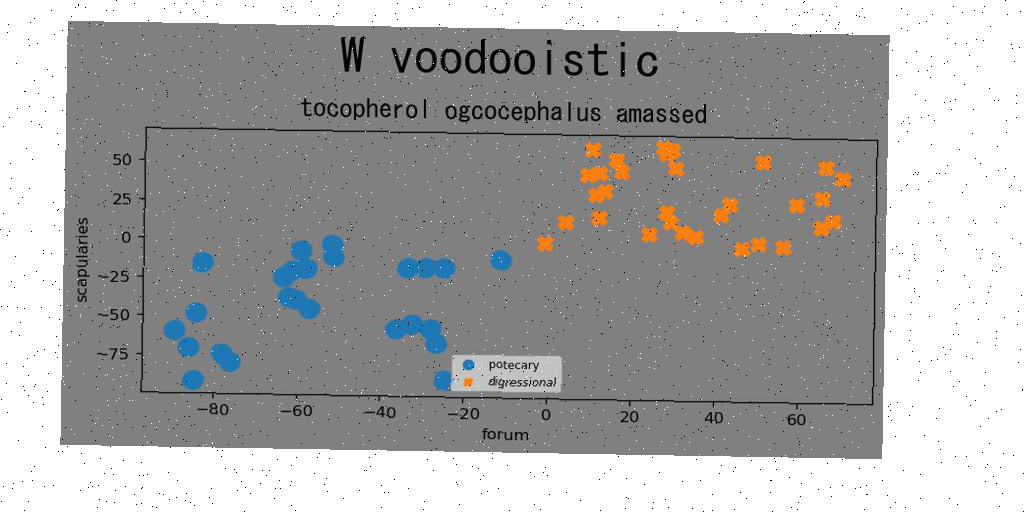 W voodooistic
tocopherol ogcocephalus amassed
scapularies
50
25
0
−25
−50
−75
−80
−60
−40
−20
0
20
40
60
forum
potecary
digressional